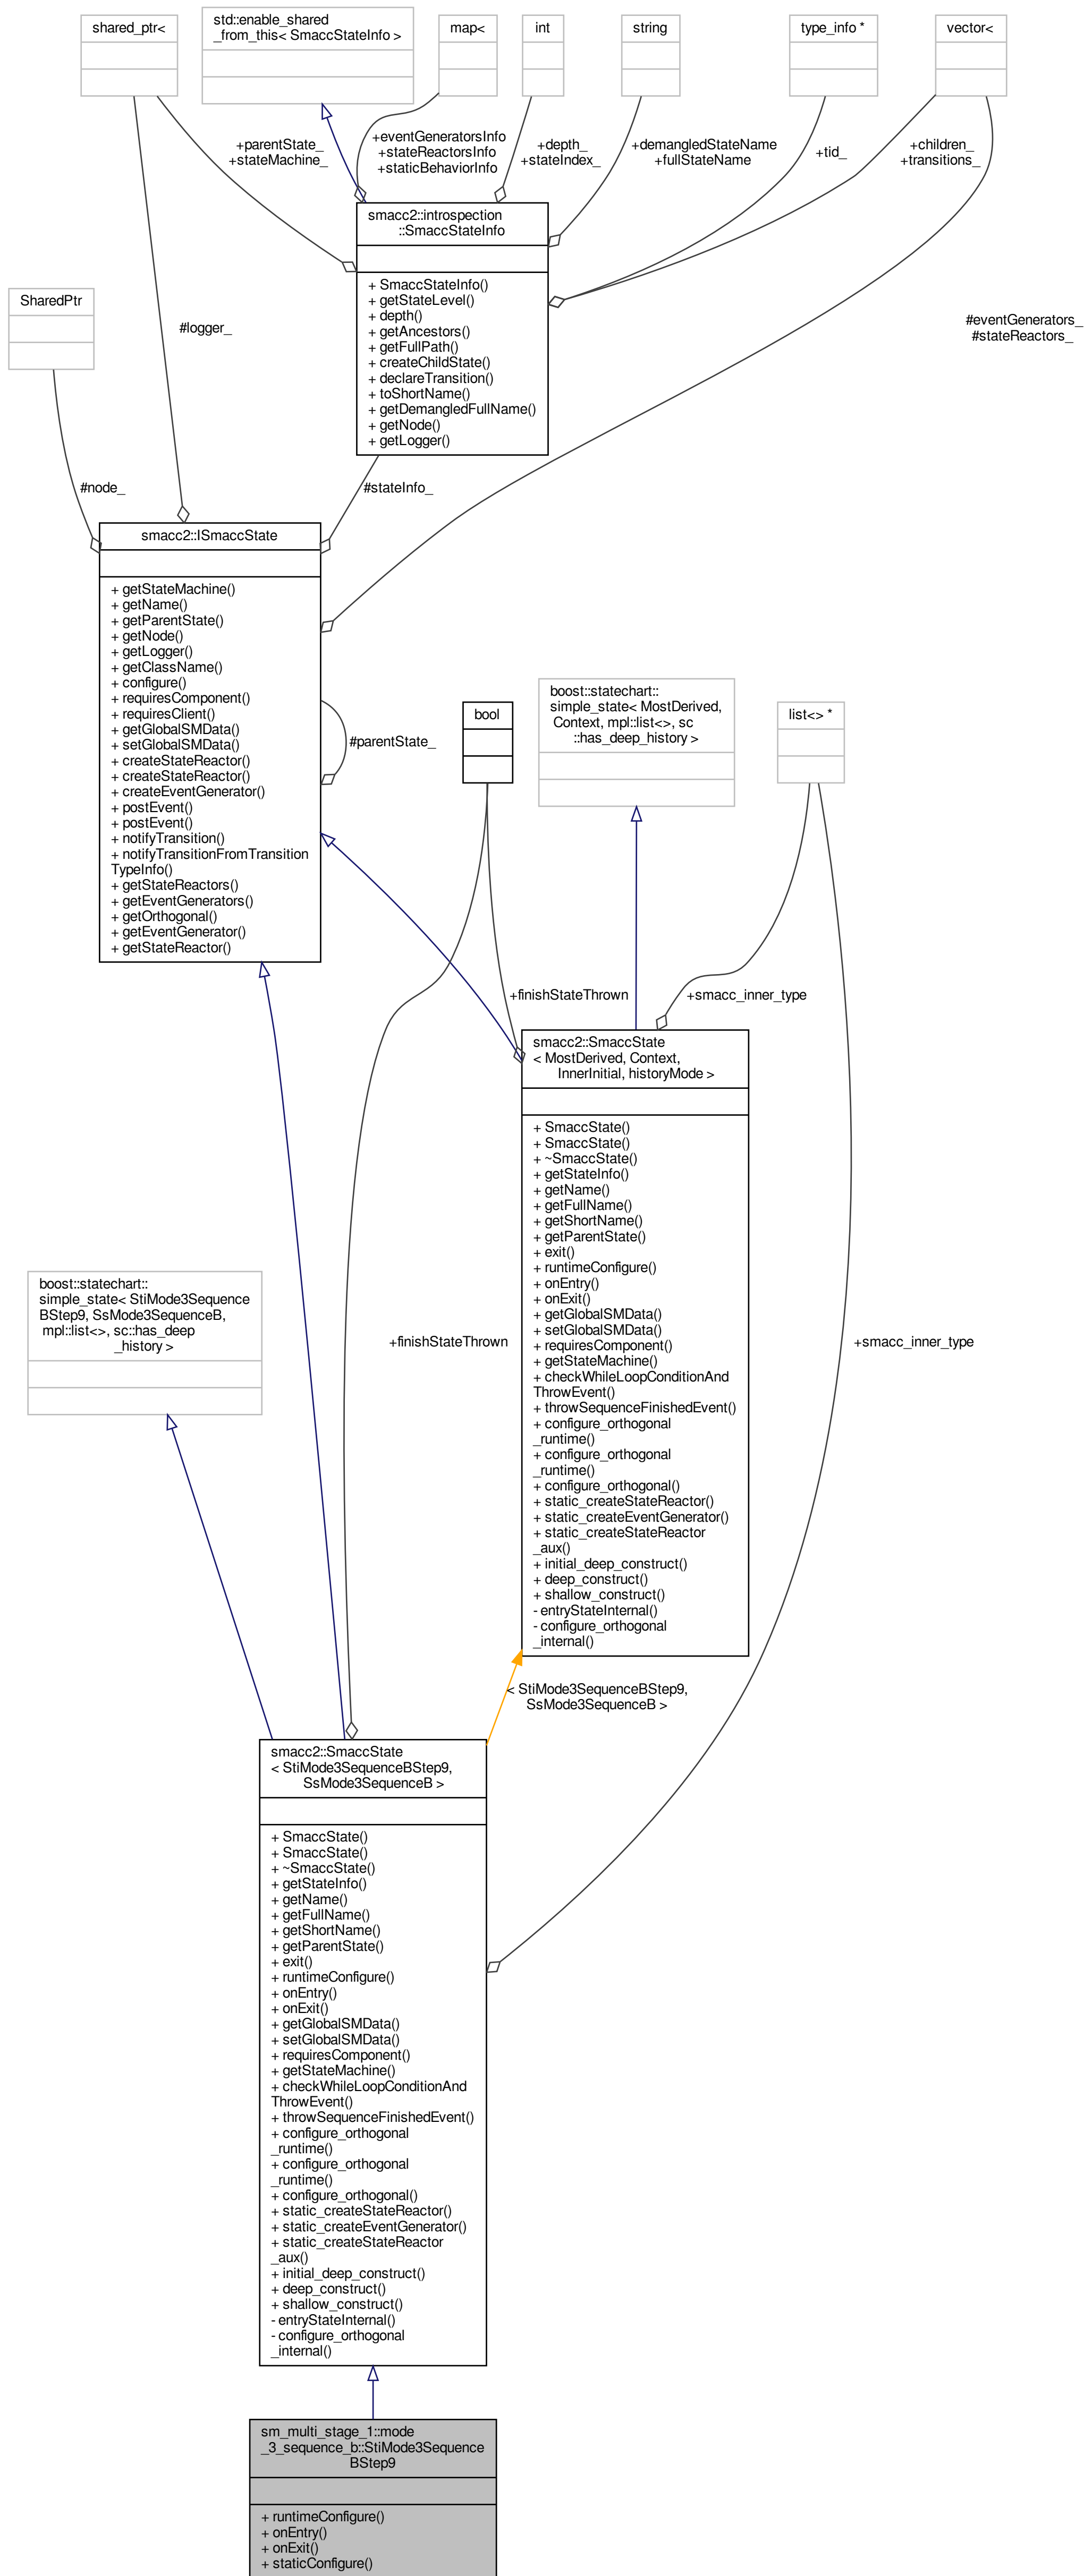 shared_ptr<
std::enable_shared
_from_this< SmaccStateInfo >
map<
int
string
type_info *
vector<
+parentState_
+stateMachine_
+eventGeneratorsInfo
+stateReactorsInfo
+staticBehaviorInfo
+depth_
+stateIndex_
+demangledStateName
+fullStateName
+tid_
+children_
+transitions_
smacc2::introspection
::SmaccStateInfo
+ SmaccStateInfo()
+ getStateLevel()
+ depth()
+ getAncestors()
+ getFullPath()
+ createChildState()
+ declareTransition()
+ toShortName()
+ getDemangledFullName()
+ getNode()
+ getLogger()
SharedPtr
#logger_
#eventGenerators_
#stateReactors_
#node_
#stateInfo_
smacc2::ISmaccState
+ getStateMachine()
+ getName()
+ getParentState()
+ getNode()
+ getLogger()
+ getClassName()
+ configure()
+ requiresComponent()
+ requiresClient()
+ getGlobalSMData()
+ setGlobalSMData()
+ createStateReactor()
+ createStateReactor()
+ createEventGenerator()
+ postEvent()
+ postEvent()
+ notifyTransition()
+ notifyTransitionFromTransition
TypeInfo()
+ getStateReactors()
+ getEventGenerators()
+ getOrthogonal()
+ getEventGenerator()
+ getStateReactor()
#parentState_
bool
boost::statechart::
simple_state< MostDerived,
Context, mpl::list<>, sc
::has_deep_history >
list<> *
+finishStateThrown
+smacc_inner_type
smacc2::SmaccState
< MostDerived, Context,
InnerInitial, historyMode >
+ SmaccState()
+ SmaccState()
+ ~SmaccState()
+ getStateInfo()
+ getName()
+ getFullName()
+ getShortName()
+ getParentState()
+ exit()
+ runtimeConfigure()
+ onEntry()
+ onExit()
+ getGlobalSMData()
+ setGlobalSMData()
+ requiresComponent()
+ getStateMachine()
+ checkWhileLoopConditionAnd
ThrowEvent()
+ throwSequenceFinishedEvent()
+ configure_orthogonal
_runtime()
+ configure_orthogonal
_runtime()
+ configure_orthogonal()
+ static_createStateReactor()
+ static_createEventGenerator()
+ static_createStateReactor
_aux()
+ initial_deep_construct()
+ deep_construct()
+ shallow_construct()
- entryStateInternal()
- configure_orthogonal
_internal()
boost::statechart::
simple_state< StiMode3Sequence
BStep9, SsMode3SequenceB,
mpl::list<>, sc::has_deep
_history >
+finishStateThrown
+smacc_inner_type
< StiMode3SequenceBStep9,
SsMode3SequenceB >
smacc2::SmaccState
< StiMode3SequenceBStep9,
SsMode3SequenceB >
+ SmaccState()
+ SmaccState()
+ ~SmaccState()
+ getStateInfo()
+ getName()
+ getFullName()
+ getShortName()
+ getParentState()
+ exit()
+ runtimeConfigure()
+ onEntry()
+ onExit()
+ getGlobalSMData()
+ setGlobalSMData()
+ requiresComponent()
+ getStateMachine()
+ checkWhileLoopConditionAnd
ThrowEvent()
+ throwSequenceFinishedEvent()
+ configure_orthogonal
_runtime()
+ configure_orthogonal
_runtime()
+ configure_orthogonal()
+ static_createStateReactor()
+ static_createEventGenerator()
+ static_createStateReactor
_aux()
+ initial_deep_construct()
+ deep_construct()
+ shallow_construct()
- entryStateInternal()
- configure_orthogonal
_internal()
sm_multi_stage_1::mode
_3_sequence_b::StiMode3Sequence
BStep9
+ runtimeConfigure()
+ onEntry()
+ onExit()
+ staticConfigure()